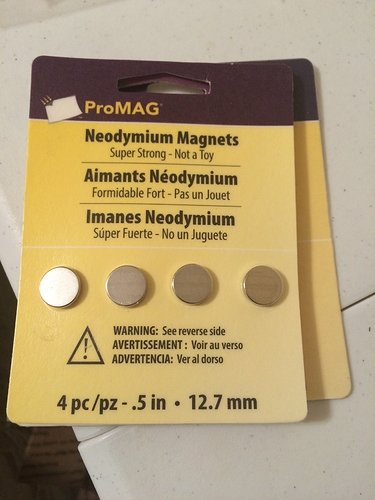 ProMAG
Neodymium Magnets
Super Strong - Not a Toy
Aimants Néodymium
Formidable Fort - Pas un Jouet
Imanes Neodymium
Súper Fuerte - No un Juguete
WARNING: See reverse side
AVERTISSEMENT : Voir au verso
ADVERTENCIA: Ver al dorso
4 pc/pz - .5 in • 12.7 mm